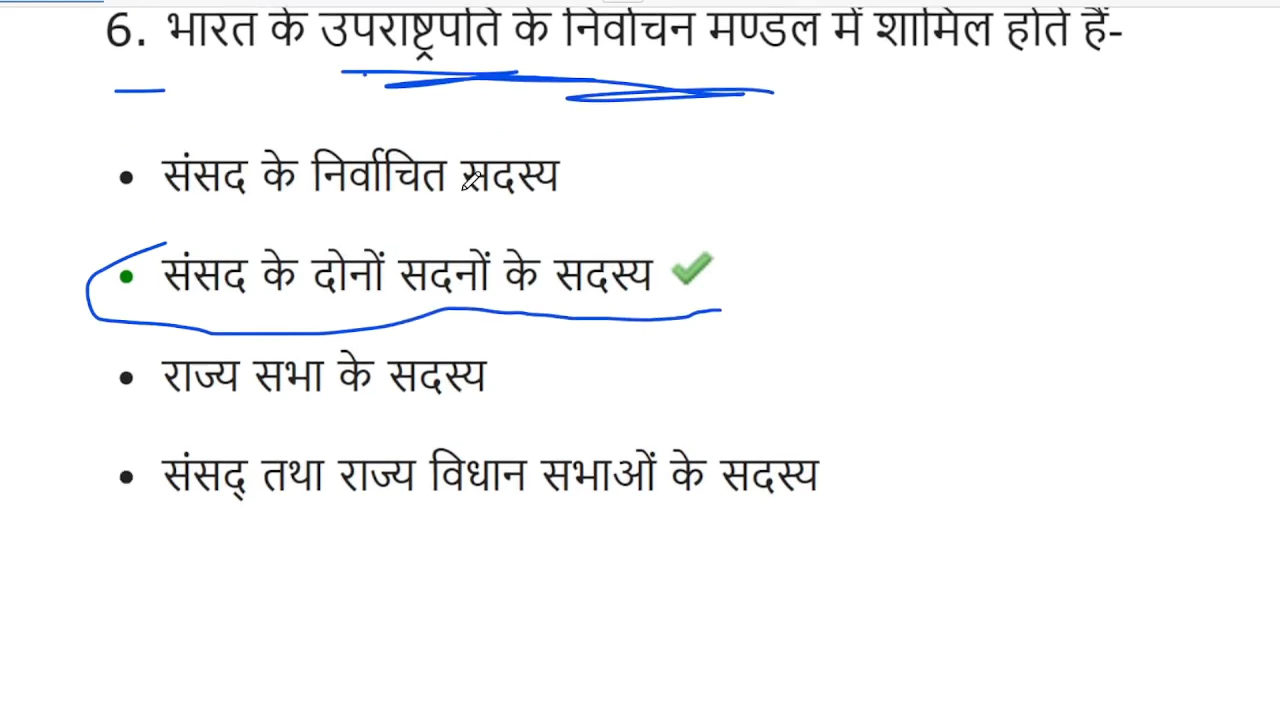 6. भारत के उपराष्ट्रपति के निर्वाचन मण्डल में शामिल होते हैं-
• संसद के निर्वाचित सदस्य
• संसद के दोनों सदनों के सदस्य ✓
• राज्य सभा के सदस्य
• संसद् तथा राज्य विधान सभाओं के सदस्य